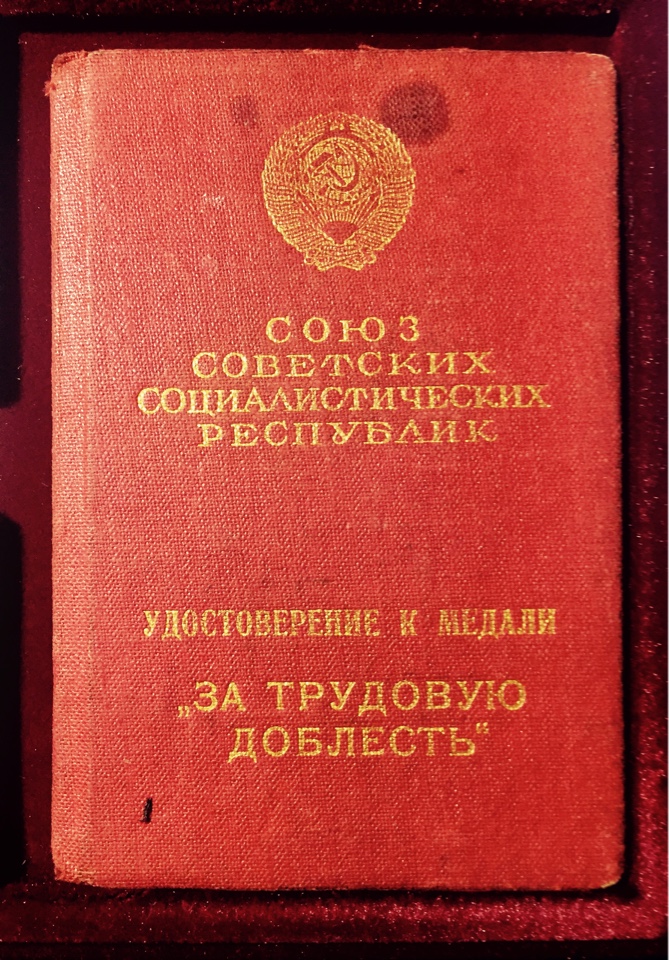 СОЮЗ
СОВЕТСКИХ
СОЦИАЛИСТИЧЕСКИХ
РЕСПУБЛИК
УДОСТОВЕРЕНИЕ К МЕДАЛИ
„ЗА ТРУДОВУЮ
ДОБЛЕСТЬ“